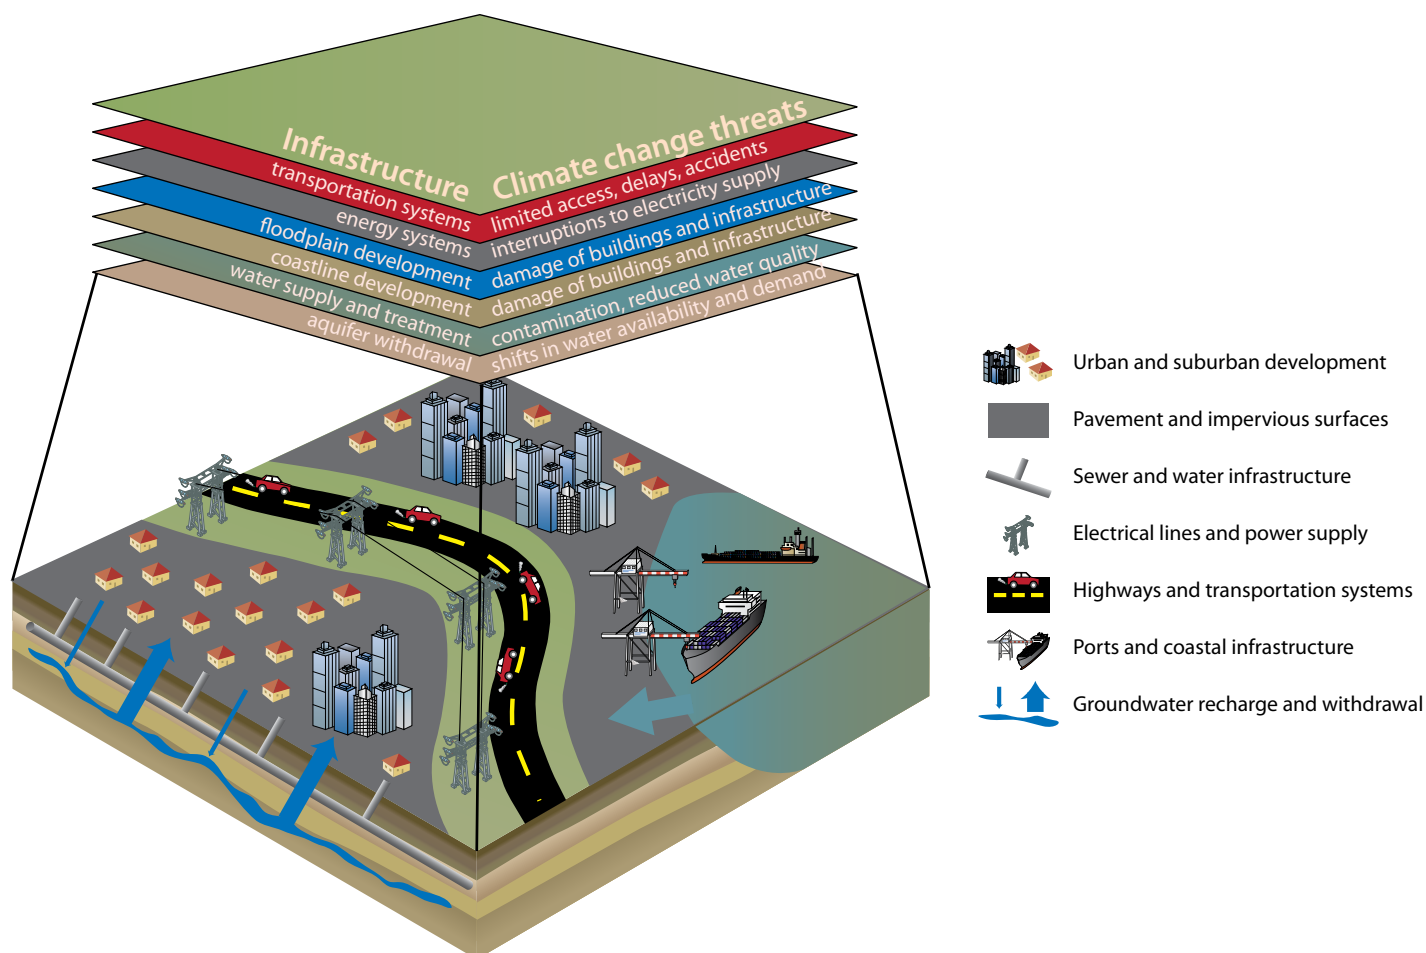 Infrastructure
Climate change threats
transportation systems
limited access, delays, accidents
energy systems
interruptions to electricity supply
floodplain development
damage of buildings and infrastructure
coastline development
damage of buildings and infrastructure
water supply and treatment
contamination, reduced water quality
aquifer withdrawal
shifts in water availability and demand
Urban and suburban development
Pavement and impervious surfaces
Sewer and water infrastructure
Electrical lines and power supply
Highways and transportation systems
Ports and coastal infrastructure
Groundwater recharge and withdrawal